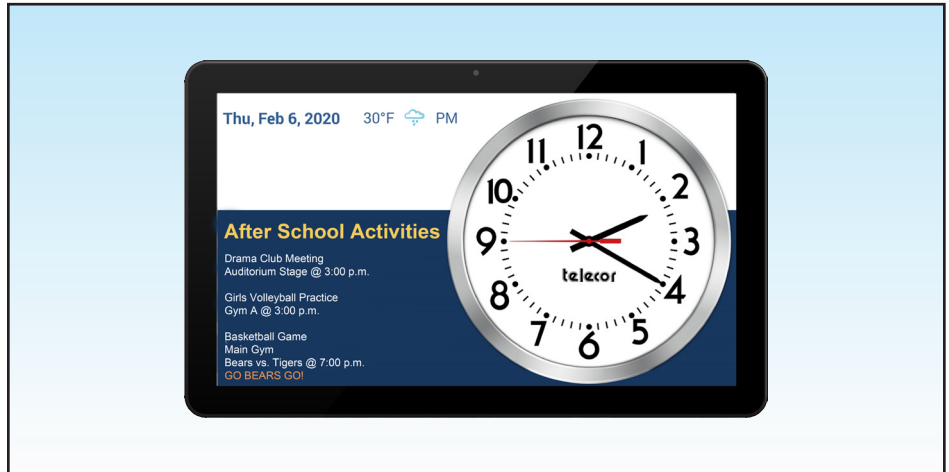 Thu, Feb 6, 2020 30°F PM
After School Activities
Drama Club Meeting
Auditorium Stage @ 3:00 p.m.
Girls Volleyball Practice
Gym A @ 3:00 p.m.
Basketball Game
Main Gym
Bears vs. Tigers @ 7:00 p.m.
GO BEARS GO!
12
1
2
3
4
5
6
7
8
9
10
11
telecor